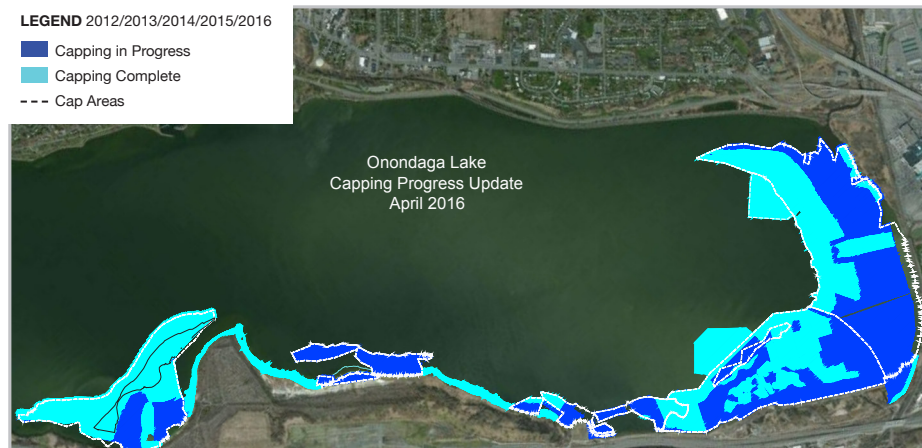 LEGEND 2012/2013/2014/2015/2016
Capping in Progress
Capping Complete
Cap Areas
Onondaga Lake
Capping Progress Update
April 2016